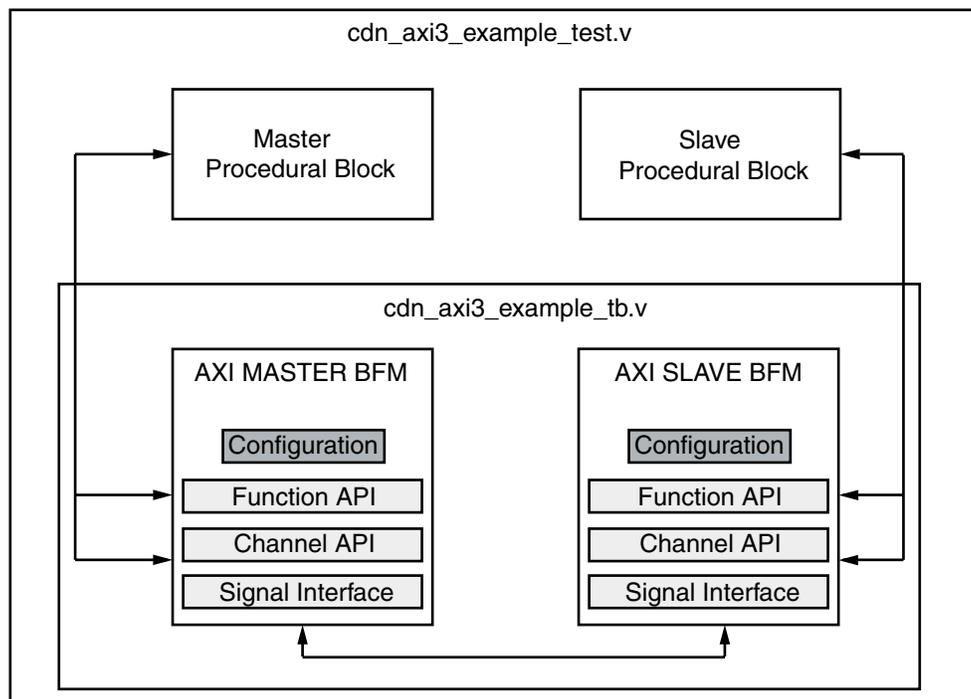 cdn_axi3_example_test.v
Master
Procedural Block
Slave
Procedural Block
cdn_axi3_example_tb.v
AXI MASTER BFM
Configuration
Function API
Channel API
Signal Interface
AXI SLAVE BFM
Configuration
Function API
Channel API
Signal Interface